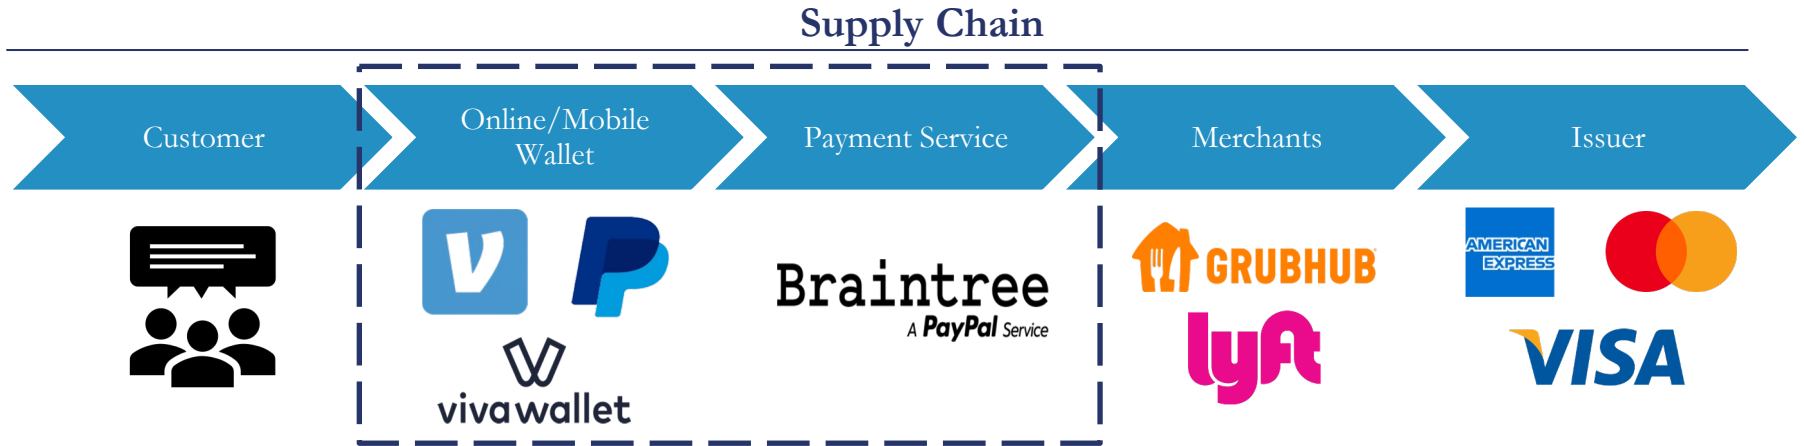 Supply Chain
Customer
Online/Mobile
Wallet
Payment Service
Merchants
Issuer
V
P
viva wallet
Braintree
A PayPal Service
GRUBHUB
lyft
AMERICAN
EXPRESS
VISA